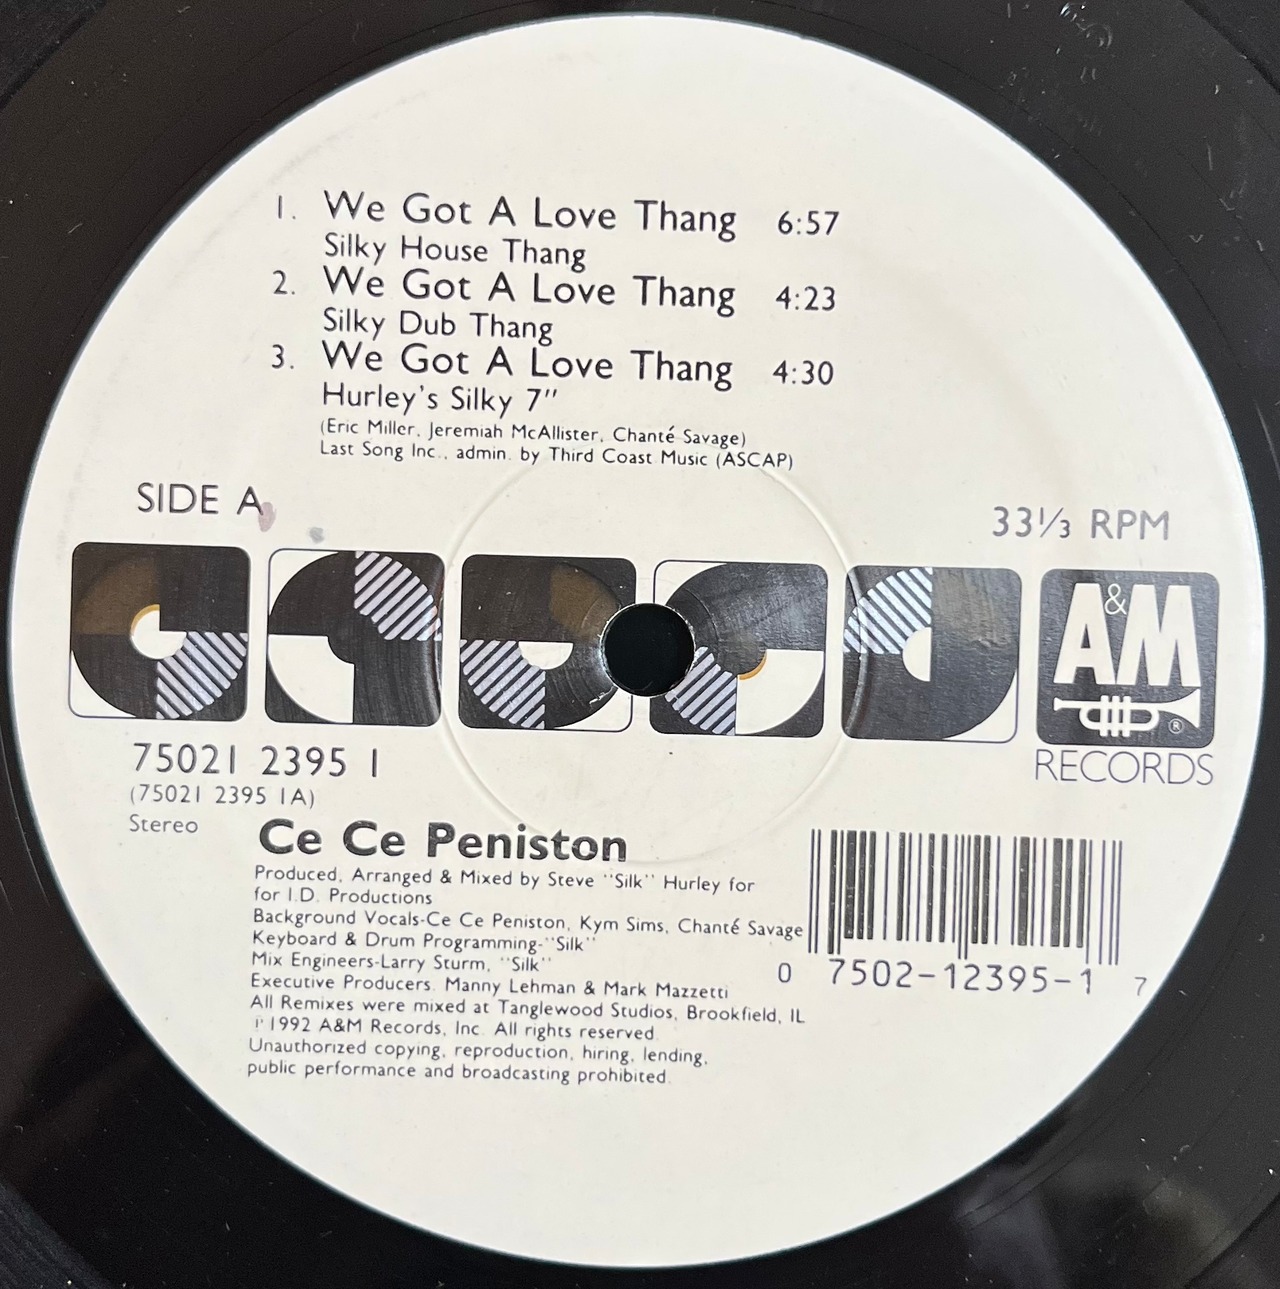 1. We Got A Love Thang 6:57
Silky House Thang
2. We Got A Love Thang 4:23
Silky Dub Thang
3. We Got A Love Thang 4:30
Hurley's Silky 7"
(Eric Miller, Jeremiah McAllister, Chanté Savage)
Last Song Inc., admin. by Third Coast Music (ASCAP)
SIDE A
33⅓ RPM
A&M
®
RECORDS
75021 2395 1
(75021 2395 1A)
Stereo
Ce Ce Peniston
Produced, Arranged & Mixed by Steve "Silk" Hurley for
for I.D. Productions
Background Vocals-Ce Ce Peniston, Kym Sims, Chanté Savage
Keyboard & Drum Programming-"Silk"
Mix Engineers-Larry Sturm, "Silk"
Executive Producers: Manny Lehman & Mark Mazzetti
All Remixes were mixed at Tanglewood Studios, Brookfield, IL
℗ 1992 A&M Records, Inc. All rights reserved.
Unauthorized copying, reproduction, hiring, lending,
public performance and broadcasting prohibited.
0 7502-12395-1 7